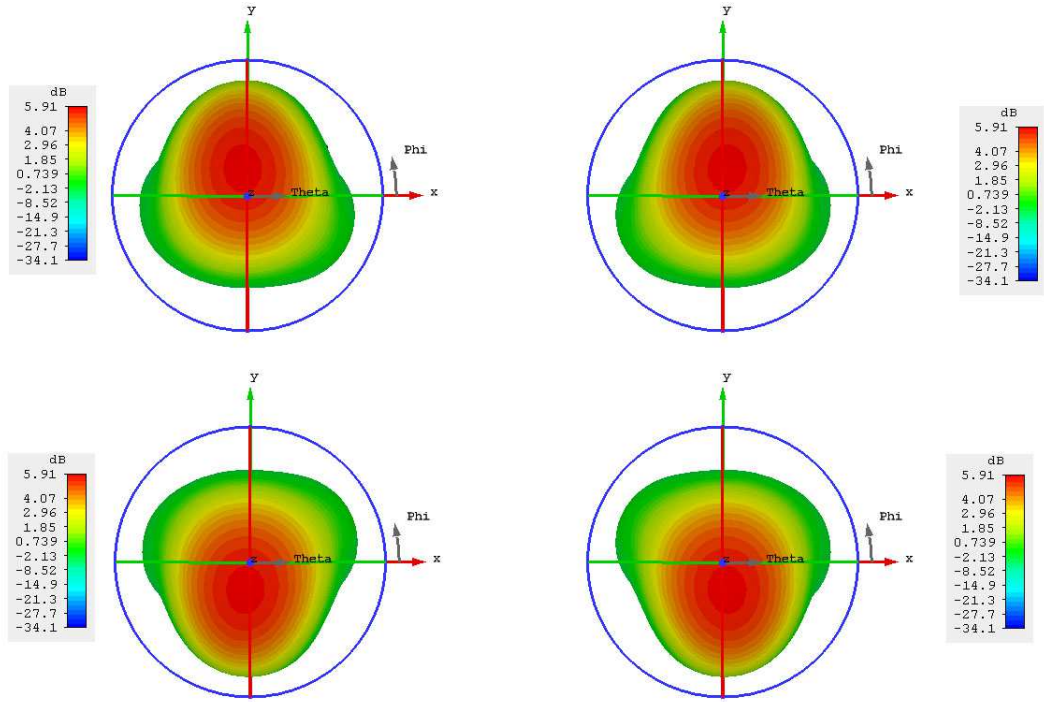 y
dB
5.91
4.07
2.96
1.85
0.739
-2.13
-8.52
-14.9
-21.3
-27.7
-34.1
Phi
z Theta
x
y
dB
5.91
4.07
2.96
1.85
0.739
-2.13
-8.52
-14.9
-21.3
-27.7
-34.1
Phi
z Theta
x
y
dB
5.91
4.07
2.96
1.85
0.739
-2.13
-8.52
-14.9
-21.3
-27.7
-34.1
Phi
z Theta
x
y
dB
5.91
4.07
2.96
1.85
0.739
-2.13
-8.52
-14.9
-21.3
-27.7
-34.1
Phi
z Theta
x